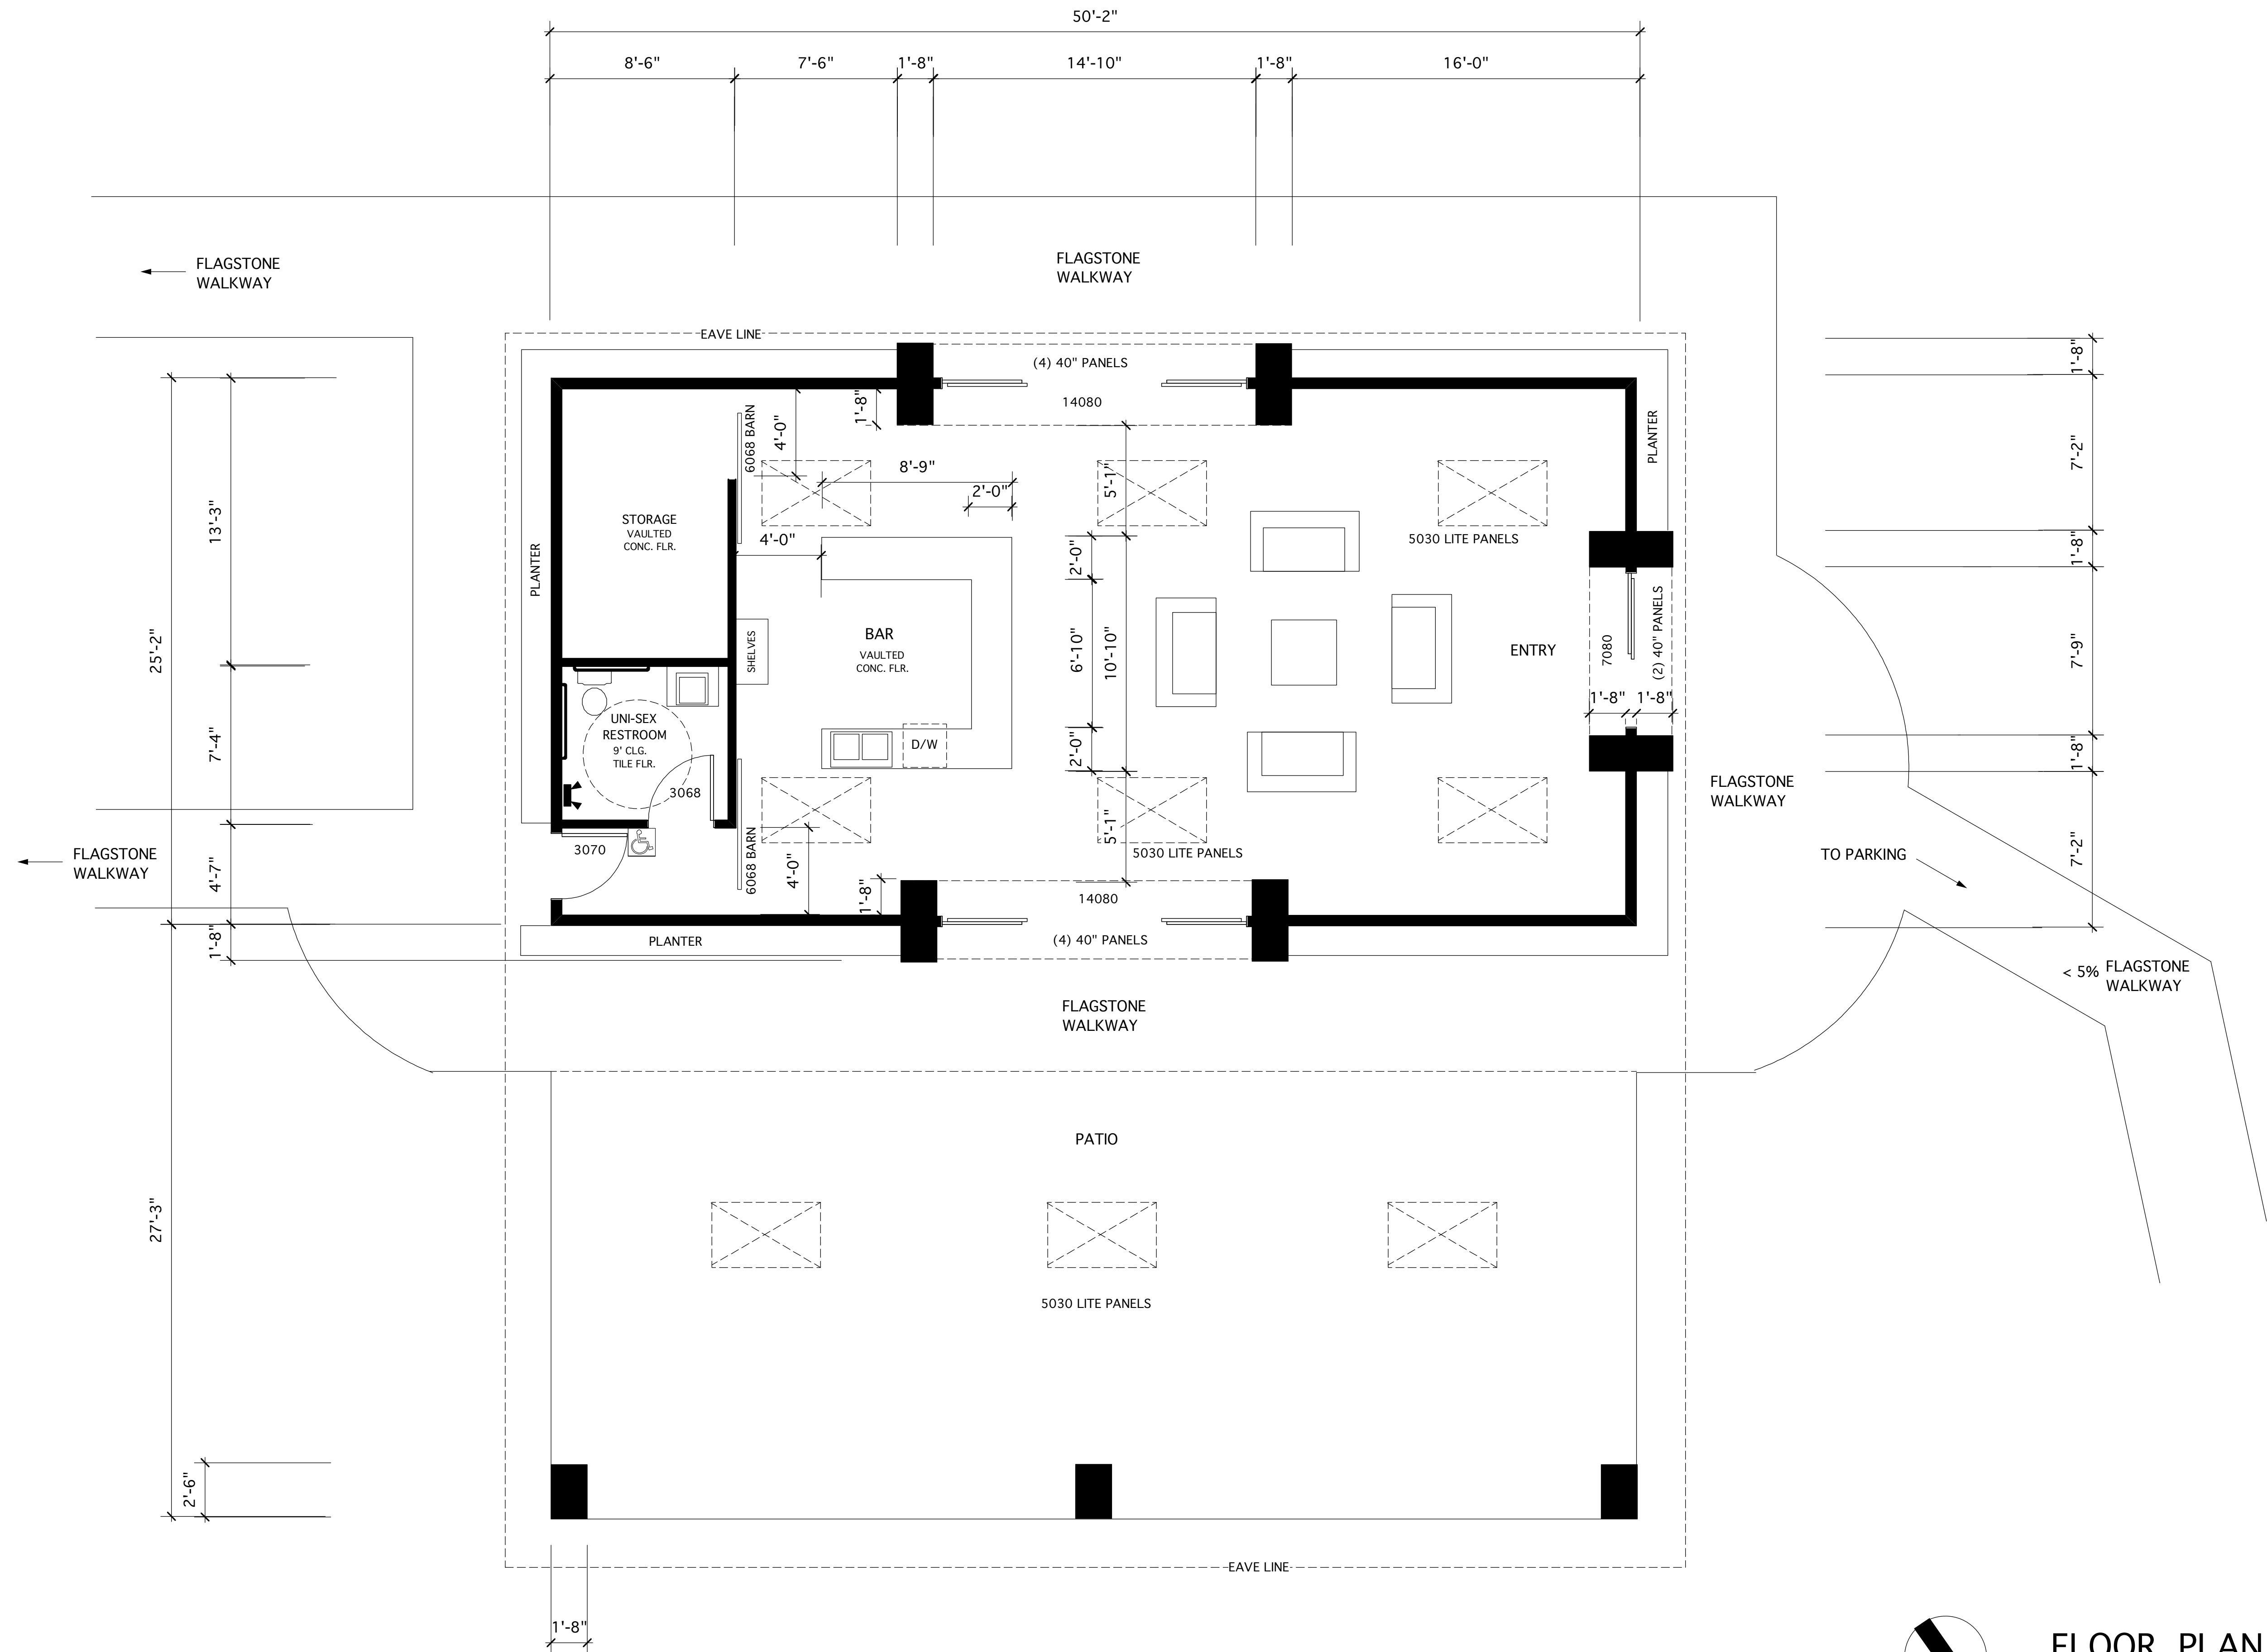 50'-2"
8'-6" 7'-6" 1'-8" 14'-10" 1'-8" 16'-0"
FLAGSTONE
WALKWAY
FLAGSTONE
WALKWAY
EAVE LINE
(4) 40" PANELS
14080
1'-8"
6068 BARN
4'-0"
1'-8"
PLANTER
7'-2"
8'-9"
2'-0"
5'-1"
13'-3"
STORAGE
VAULTED
CONC. FLR.
4'-0"
2'-0"
5030 LITE PANELS
1'-8"
PLANTER
25'-2"
SHELVES
BAR
VAULTED
CONC. FLR.
6'-10"
10'-10"
ENTRY
7080
(2) 40" PANELS
7'-9"
1'-8" 1'-8"
7'-4"
UNI-SEX
RESTROOM
9' CLG.
TILE FLR.
D/W
2'-0"
1'-8"
3068
FLAGSTONE
WALKWAY
5'-1"
3070
6068 BARN
4'-0"
1'-8"
5030 LITE PANELS
TO PARKING
7'-2"
FLAGSTONE
WALKWAY
4'-7"
14080
1'-8"
PLANTER
(4) 40" PANELS
< 5% FLAGSTONE
WALKWAY
FLAGSTONE
WALKWAY
PATIO
27'-3"
5030 LITE PANELS
2'-6"
EAVE LINE
1'-8"
FLOOR PLAN